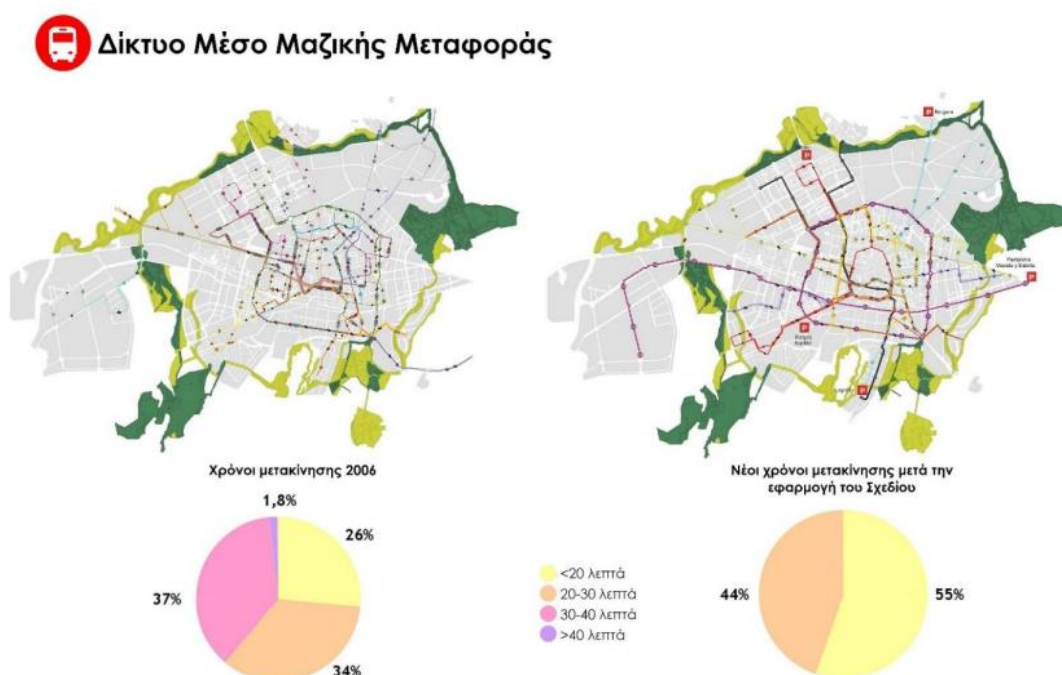 Δίκτυο Μέσο Μαζικής Μεταφοράς
P
P
P
P
P
Χρόνοι μετακίνησης 2006
Νέοι χρόνοι μετακίνησης μετά την
εφαρμογή του Σχεδίου
1,8%
26%
37%
34%
<20 λεπτά
20-30 λεπτά
30-40 λεπτά
>40 λεπτά
44%
55%